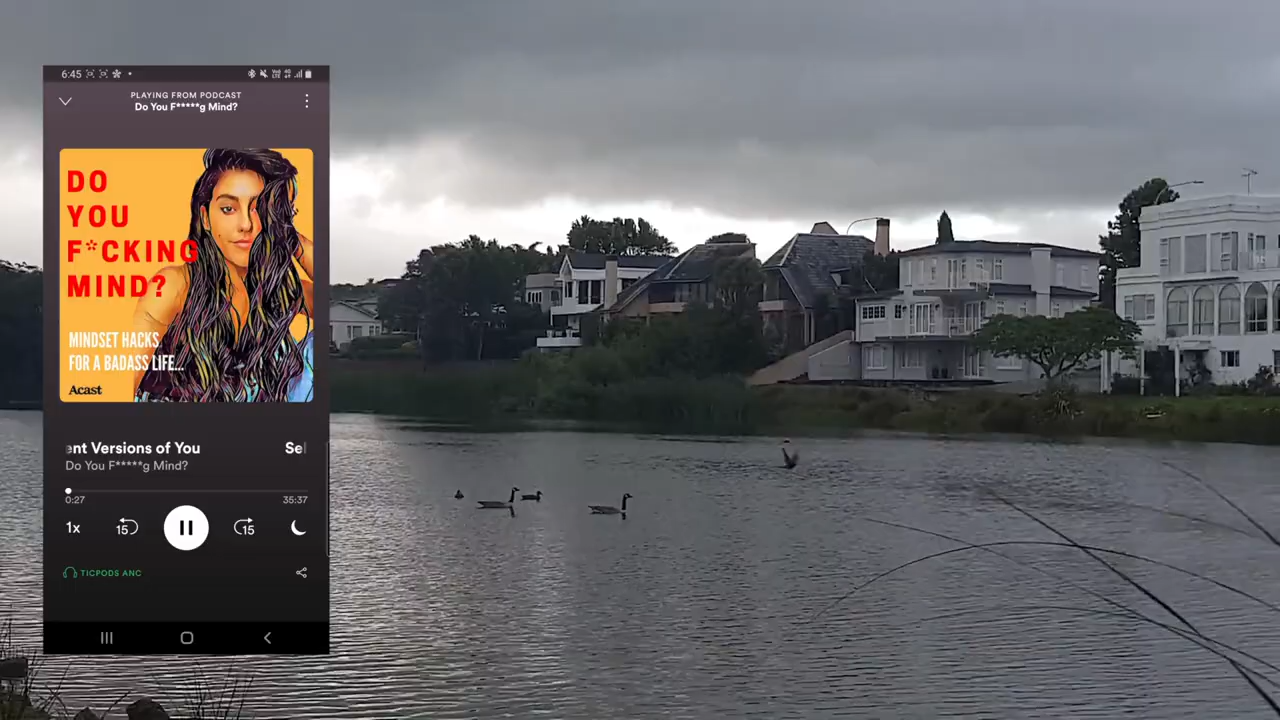 6:45
PLAYING FROM PODCAST
Do You F*****g Mind?
DO
YOU
F*CKING
MIND?
MINDSET HACKS
FOR A BADASS LIFE...
Acast
ent Versions of You Sel
Do You F*****g Mind?
0:27 35:37
1x 15 15
TICPODS ANC